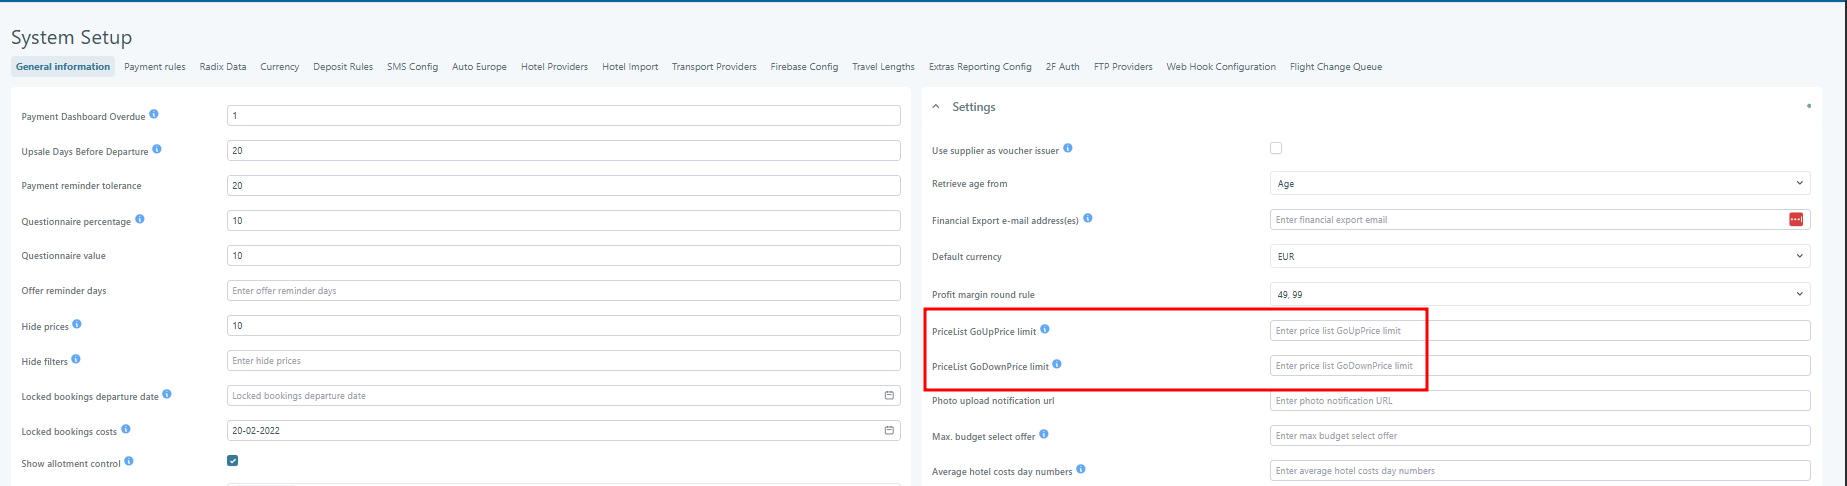 System Setup
General information Payment rules Radix Data Currency Deposit Rules SMS Config Auto Europe Hotel Providers Hotel Import Transport Providers Firebase Config Travel Lengths Extras Reporting Config 2F Auth FTP Providers Web Hook Configuration Flight Change Queue
Payment Dashboard Overdue 1
Upsale Days Before Departure 20
Payment reminder tolerance 20
Questionnaire percentage 10
Questionnaire value 10
Offer reminder days Enter offer reminder days
Hide prices 10
Hide filters Enter hide prices
Locked bookings departure date Locked bookings departure date
Locked bookings costs 20-02-2022
Show allotment control
Settings
Use supplier as voucher issuer
Retrieve age from Age
Financial Export e-mail address(es) Enter financial export email
Default currency EUR
Profit margin round rule 49, 99
PriceList GoUpPrice limit Enter price list GoUpPrice limit
PriceList GoDownPrice limit Enter price list GoDownPrice limit
Photo upload notification url Enter photo notification URL
Max. budget select offer Enter max budget select offer
Average hotel costs day numbers Enter average hotel costs day numbers